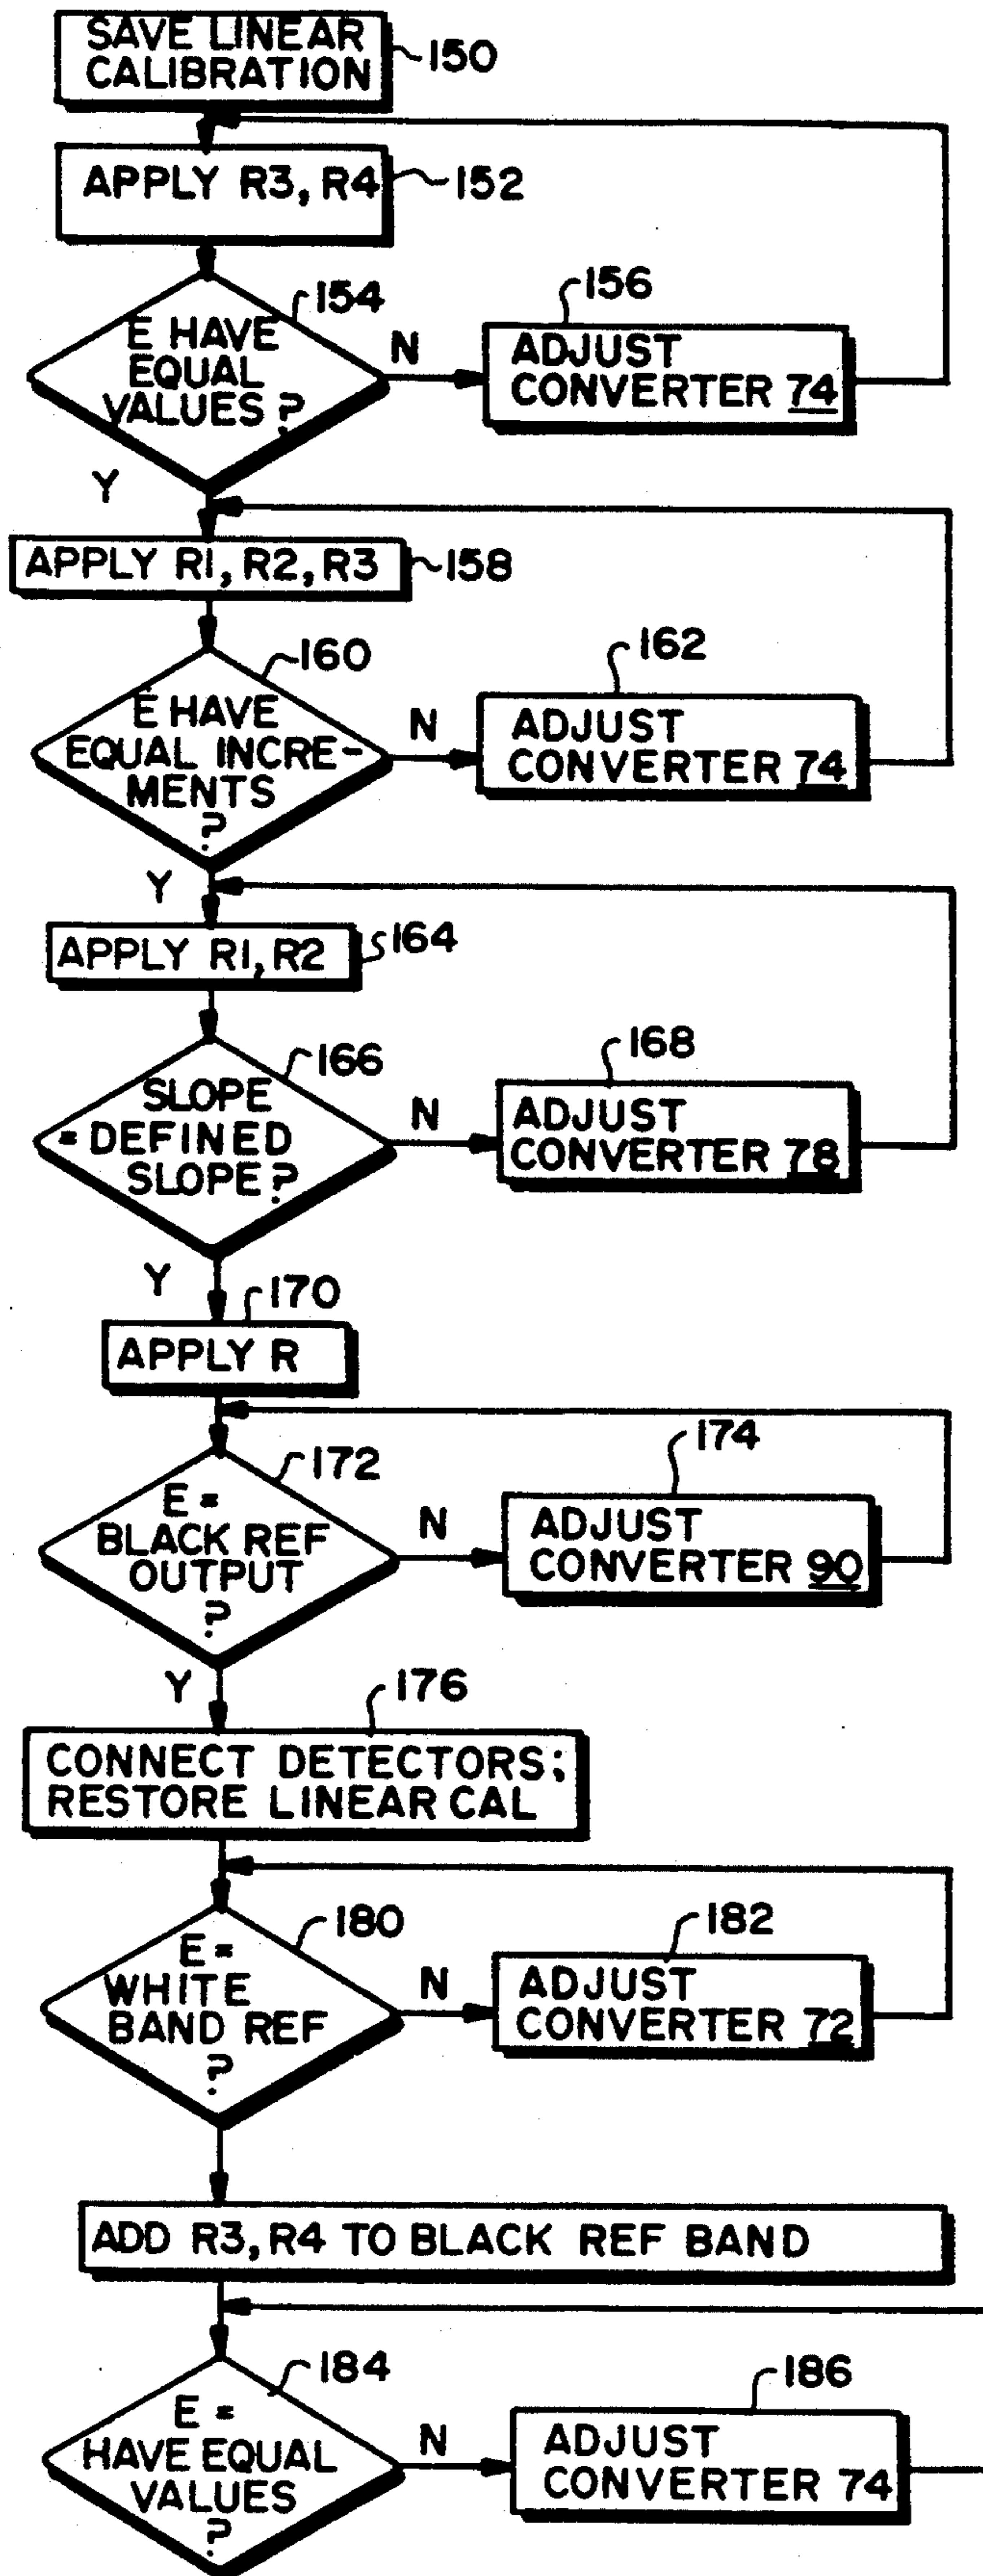 SAVE LINEAR
CALIBRATION
150
APPLY R3, R4
152
154
E HAVE
EQUAL
VALUES?
N
156
ADJUST
CONVERTER 74
Y
APPLY R1, R2, R3
158
160
E HAVE
EQUAL INCRE-
MENTS
?
N
162
ADJUST
CONVERTER 74
Y
APPLY R1, R2
164
166
SLOPE
= DEFINED
SLOPE?
N
168
ADJUST
CONVERTER 78
Y
170
APPLY R
172
E =
BLACK REF
OUTPUT
?
N
174
ADJUST
CONVERTER 90
Y
176
CONNECT DETECTORS;
RESTORE LINEAR CAL
180
E =
WHITE
BAND REF
?
N
182
ADJUST
CONVERTER 72
ADD R3, R4 TO BLACK REF BAND
184
E =
HAVE EQUAL
VALUES
?
N
186
ADJUST
CONVERTER 74